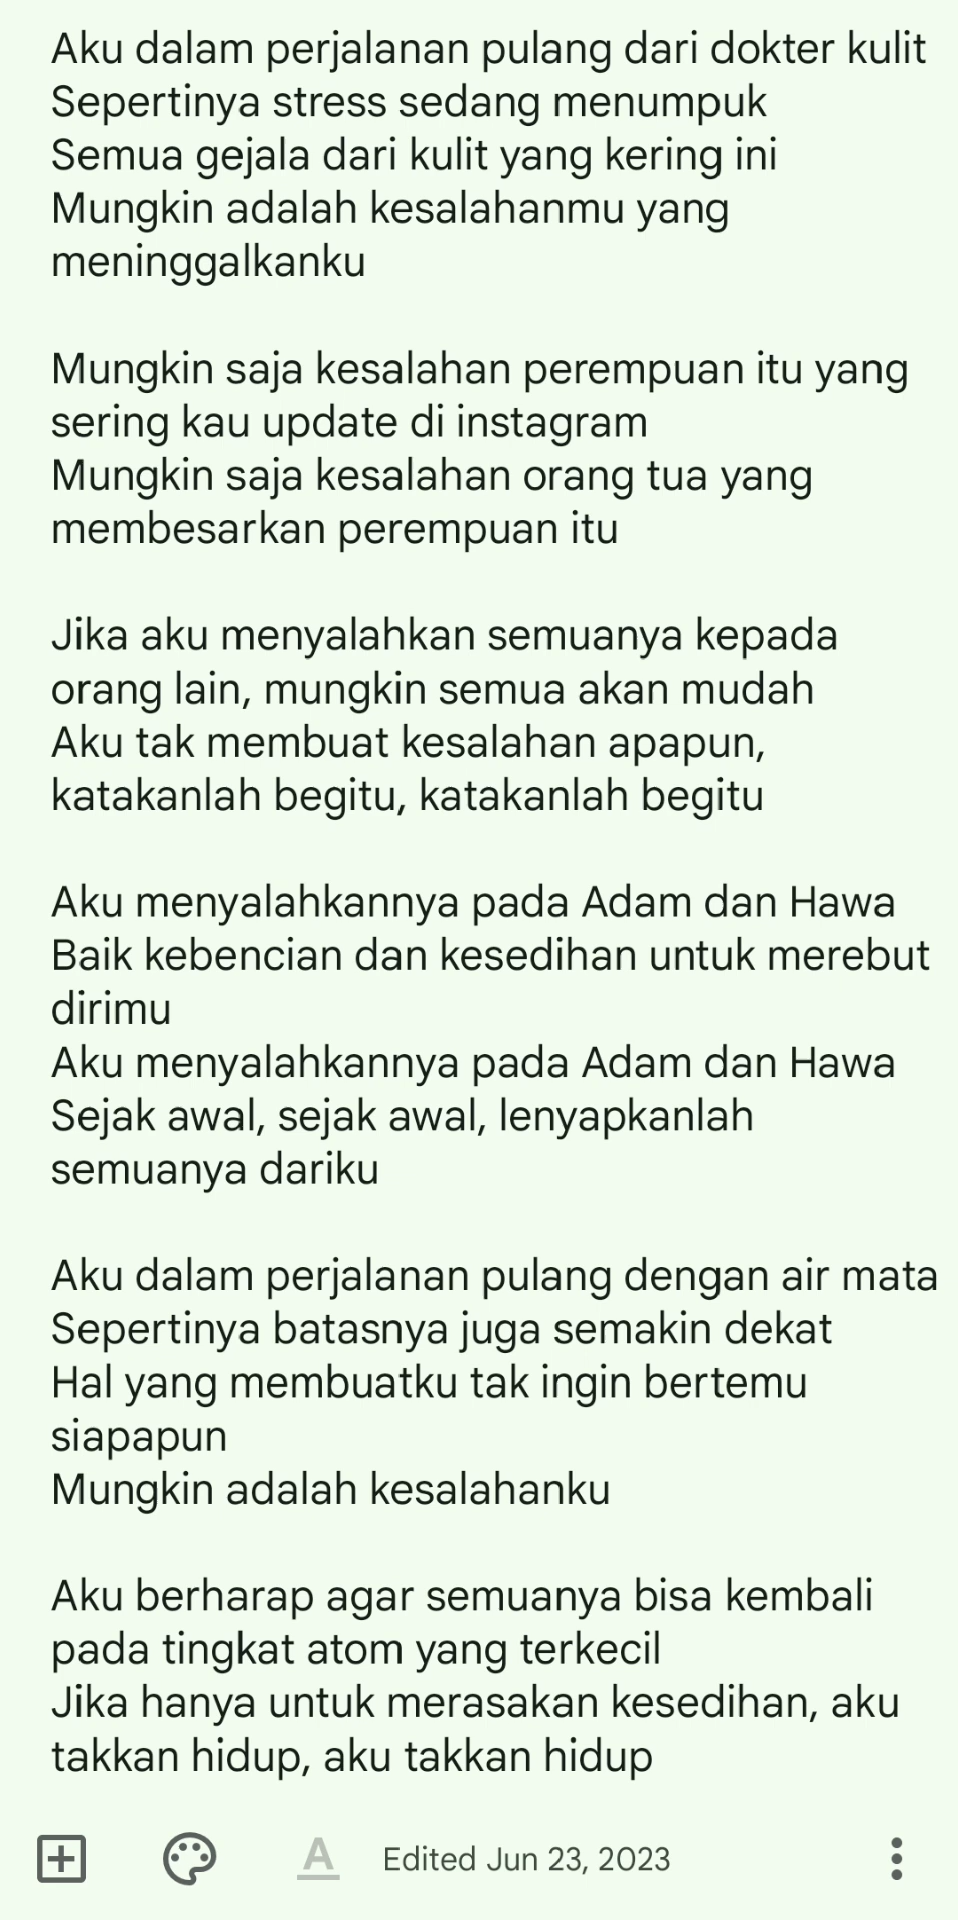 Aku dalam perjalanan pulang dari dokter kulit
Sepertinya stress sedang menumpuk
Semua gejala dari kulit yang kering ini
Mungkin adalah kesalahanmu yang
meninggalkanku
Mungkin saja kesalahan perempuan itu yang
sering kau update di instagram
Mungkin saja kesalahan orang tua yang
membesarkan perempuan itu
Jika aku menyalahkan semuanya kepada
orang lain, mungkin semua akan mudah
Aku tak membuat kesalahan apapun,
katakanlah begitu, katakanlah begitu
Aku menyalahkannya pada Adam dan Hawa
Baik kebencian dan kesedihan untuk merebut
dirimu
Aku menyalahkannya pada Adam dan Hawa
Sejak awal, sejak awal, lenyapkanlah
semuanya dariku
Aku dalam perjalanan pulang dengan air mata
Sepertinya batasnya juga semakin dekat
Hal yang membuatku tak ingin bertemu
siapapun
Mungkin adalah kesalahanku
Aku berharap agar semuanya bisa kembali
pada tingkat atom yang terkecil
Jika hanya untuk merasakan kesedihan, aku
takkan hidup, aku takkan hidup
A Edited Jun 23, 2023